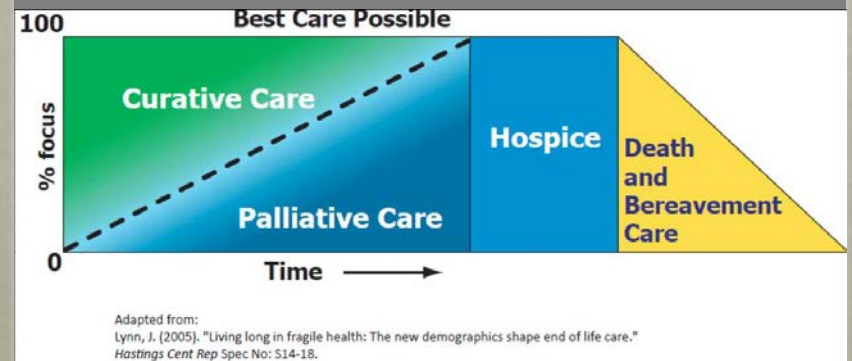 Best Care Possible
100
Curative Care
% focus
Hospice
Palliative Care
Death
and
Bereavement
Care
0
Time
Adapted from:
Lynn, J. (2005). "Living long in fragile health: The new demographics shape end of life care."
Hastings Cent Rep Spec No: S14-18.